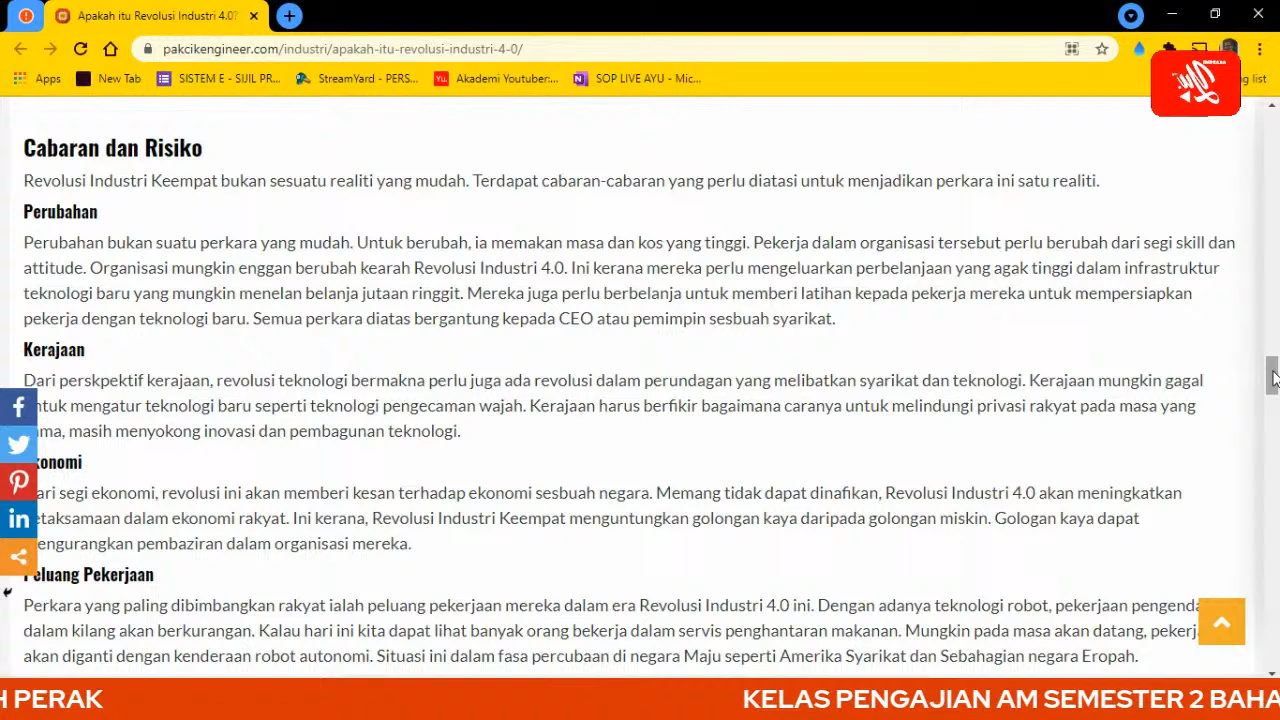 Apakah itu Revolusi Industri 4.0?
pakcikengineer.com/industri/apakah-itu-revolusi-industri-4-0/
Apps New Tab SISTEM E - SIJIL PR... StreamYard - PERS... Yu. Akademi Youtuber:... SOP LIVE AYU - Mic... list
Cabaran dan Risiko
Revolusi Industri Keempat bukan sesuatu realiti yang mudah. Terdapat cabaran-cabaran yang perlu diatasi untuk menjadikan perkara ini satu realiti.
Perubahan
Perubahan bukan suatu perkara yang mudah. Untuk berubah, ia memakan masa dan kos yang tinggi. Pekerja dalam organisasi tersebut perlu berubah dari segi skill dan
attitude. Organisasi mungkin enggan berubah kearah Revolusi Industri 4.0. Ini kerana mereka perlu mengeluarkan perbelanjaan yang agak tinggi dalam infrastruktur
teknologi baru yang mungkin menelan belanja jutaan ringgit. Mereka juga perlu berbelanja untuk memberi latihan kepada pekerja mereka untuk mempersiapkan
pekerja dengan teknologi baru. Semua perkara diatas bergantung kepada CEO atau pemimpin sesbuah syarikat.
Kerajaan
Dari perskpektif kerajaan, revolusi teknologi bermakna perlu juga ada revolusi dalam perundagan yang melibatkan syarikat dan teknologi. Kerajaan mungkin gagal
ntuk mengatur teknologi baru seperti teknologi pengecaman wajah. Kerajaan harus berfikir bagaimana caranya untuk melindungi privasi rakyat pada masa yang
ama, masih menyokong inovasi dan pembagunan teknologi.
konomi
ari segi ekonomi, revolusi ini akan memberi kesan terhadap ekonomi sesbuah negara. Memang tidak dapat dinafikan, Revolusi Industri 4.0 akan meningkatkan
etaksamaan dalam ekonomi rakyat. Ini kerana, Revolusi Industri Keempat menguntungkan golongan kaya daripada golongan miskin. Gologan kaya dapat
engurangkan pembaziran dalam organisasi mereka.
Peluang Pekerjaan
Perkara yang paling dibimbangkan rakyat ialah peluang pekerjaan mereka dalam era Revolusi Industri 4.0 ini. Dengan adanya teknologi robot, pekerjaan pengenda
dalam kilang akan berkurangan. Kalau hari ini kita dapat lihat banyak orang bekerja dalam servis penghantaran makanan. Mungkin pada masa akan datang, pekerj
akan diganti dengan kenderaan robot autonomi. Situasi ini dalam fasa percubaan di negara Maju seperti Amerika Syarikat dan Sebahagian negara Eropah.
H PERAK KELAS PENGAJIAN AM SEMESTER 2 BAHA